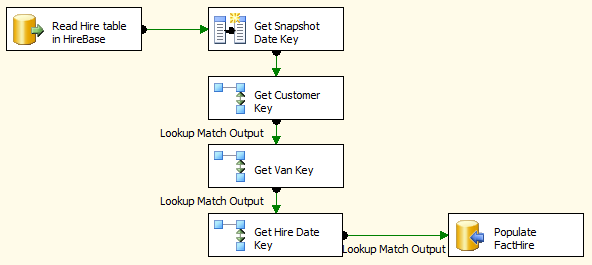 Read Hire table
in HireBase
Get Snapshot
Date Key
Get Customer
Key
Lookup Match Output
Get Van Key
Lookup Match Output
Get Hire Date
Key
Lookup Match Output
Populate
FactHire